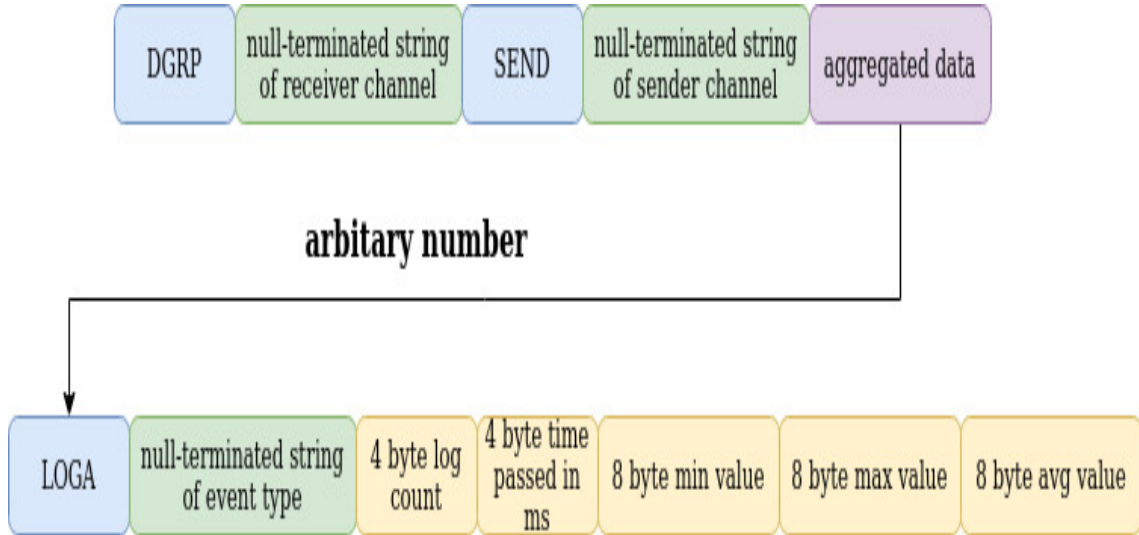 DGRP
null-terminated string
of receiver channel
SEND
null-terminated string
of sender channel
aggregated data
arbitary number
LOGA
null-terminated string
of event type
4 byte log
count
4 byte time
passed in
ms
8 byte min value
8 byte max value
8 byte avg value